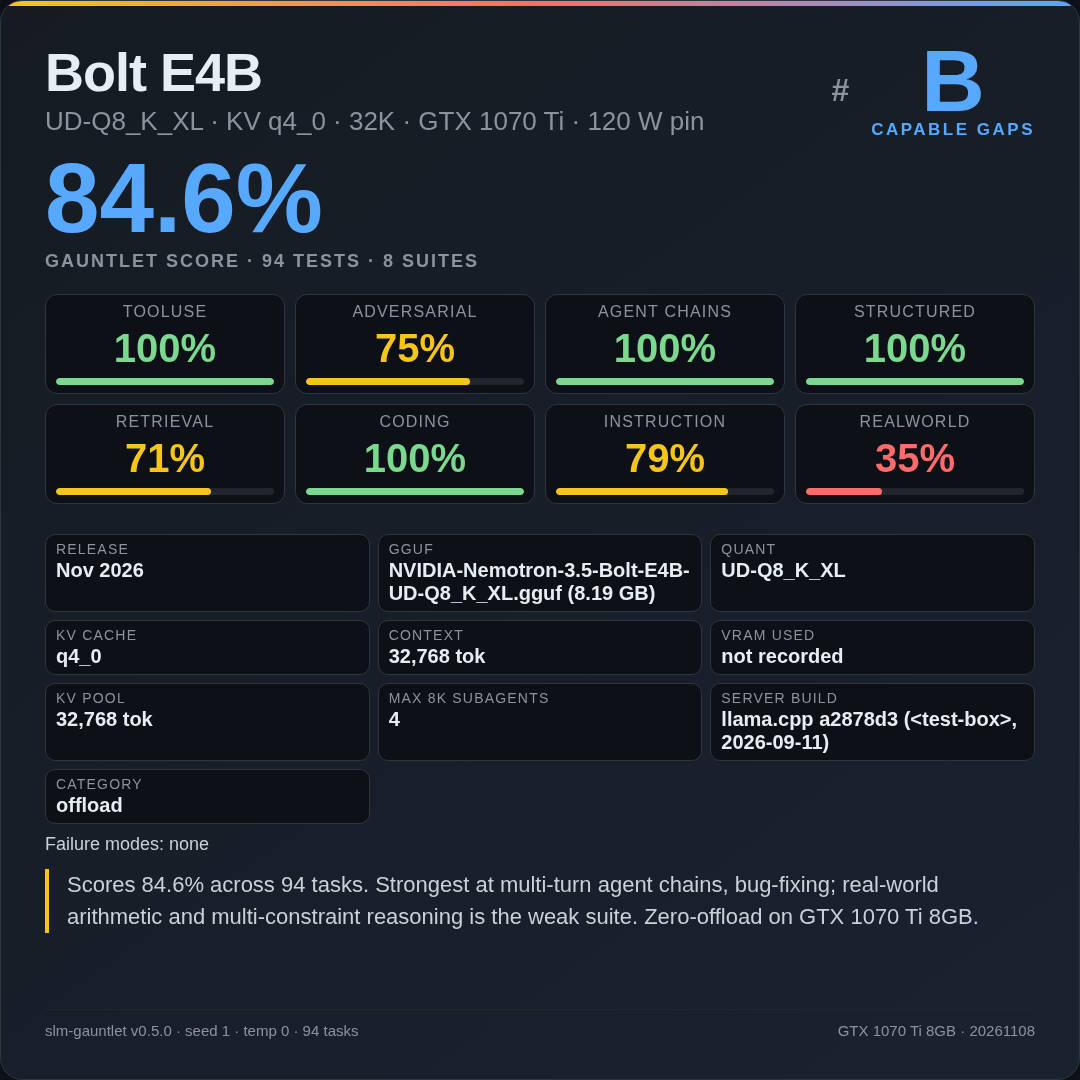 Bolt E4B
UD-Q8_K_XL · KV q4_0 · 32K · GTX 1070 Ti · 120 W pin
#
B
CAPABLE GAPS
84.6%
GAUNTLET SCORE · 94 TESTS · 8 SUITES
TOOLUSE
100%
ADVERSARIAL
75%
AGENT CHAINS
100%
STRUCTURED
100%
RETRIEVAL
71%
CODING
100%
INSTRUCTION
79%
REALWORLD
35%
RELEASE
Nov 2026
GGUF
NVIDIA-Nemotron-3.5-Bolt-E4B-
UD-Q8_K_XL.gguf (8.19 GB)
QUANT
UD-Q8_K_XL
KV CACHE
q4_0
CONTEXT
32,768 tok
VRAM USED
not recorded
KV POOL
32,768 tok
MAX 8K SUBAGENTS
4
SERVER BUILD
llama.cpp a2878d3 (<test-box>,
2026-09-11)
CATEGORY
offload
Failure modes: none
Scores 84.6% across 94 tasks. Strongest at multi-turn agent chains, bug-fixing; real-world
arithmetic and multi-constraint reasoning is the weak suite. Zero-offload on GTX 1070 Ti 8GB.
slm-gauntlet v0.5.0 · seed 1 · temp 0 · 94 tasks
GTX 1070 Ti 8GB · 20261108